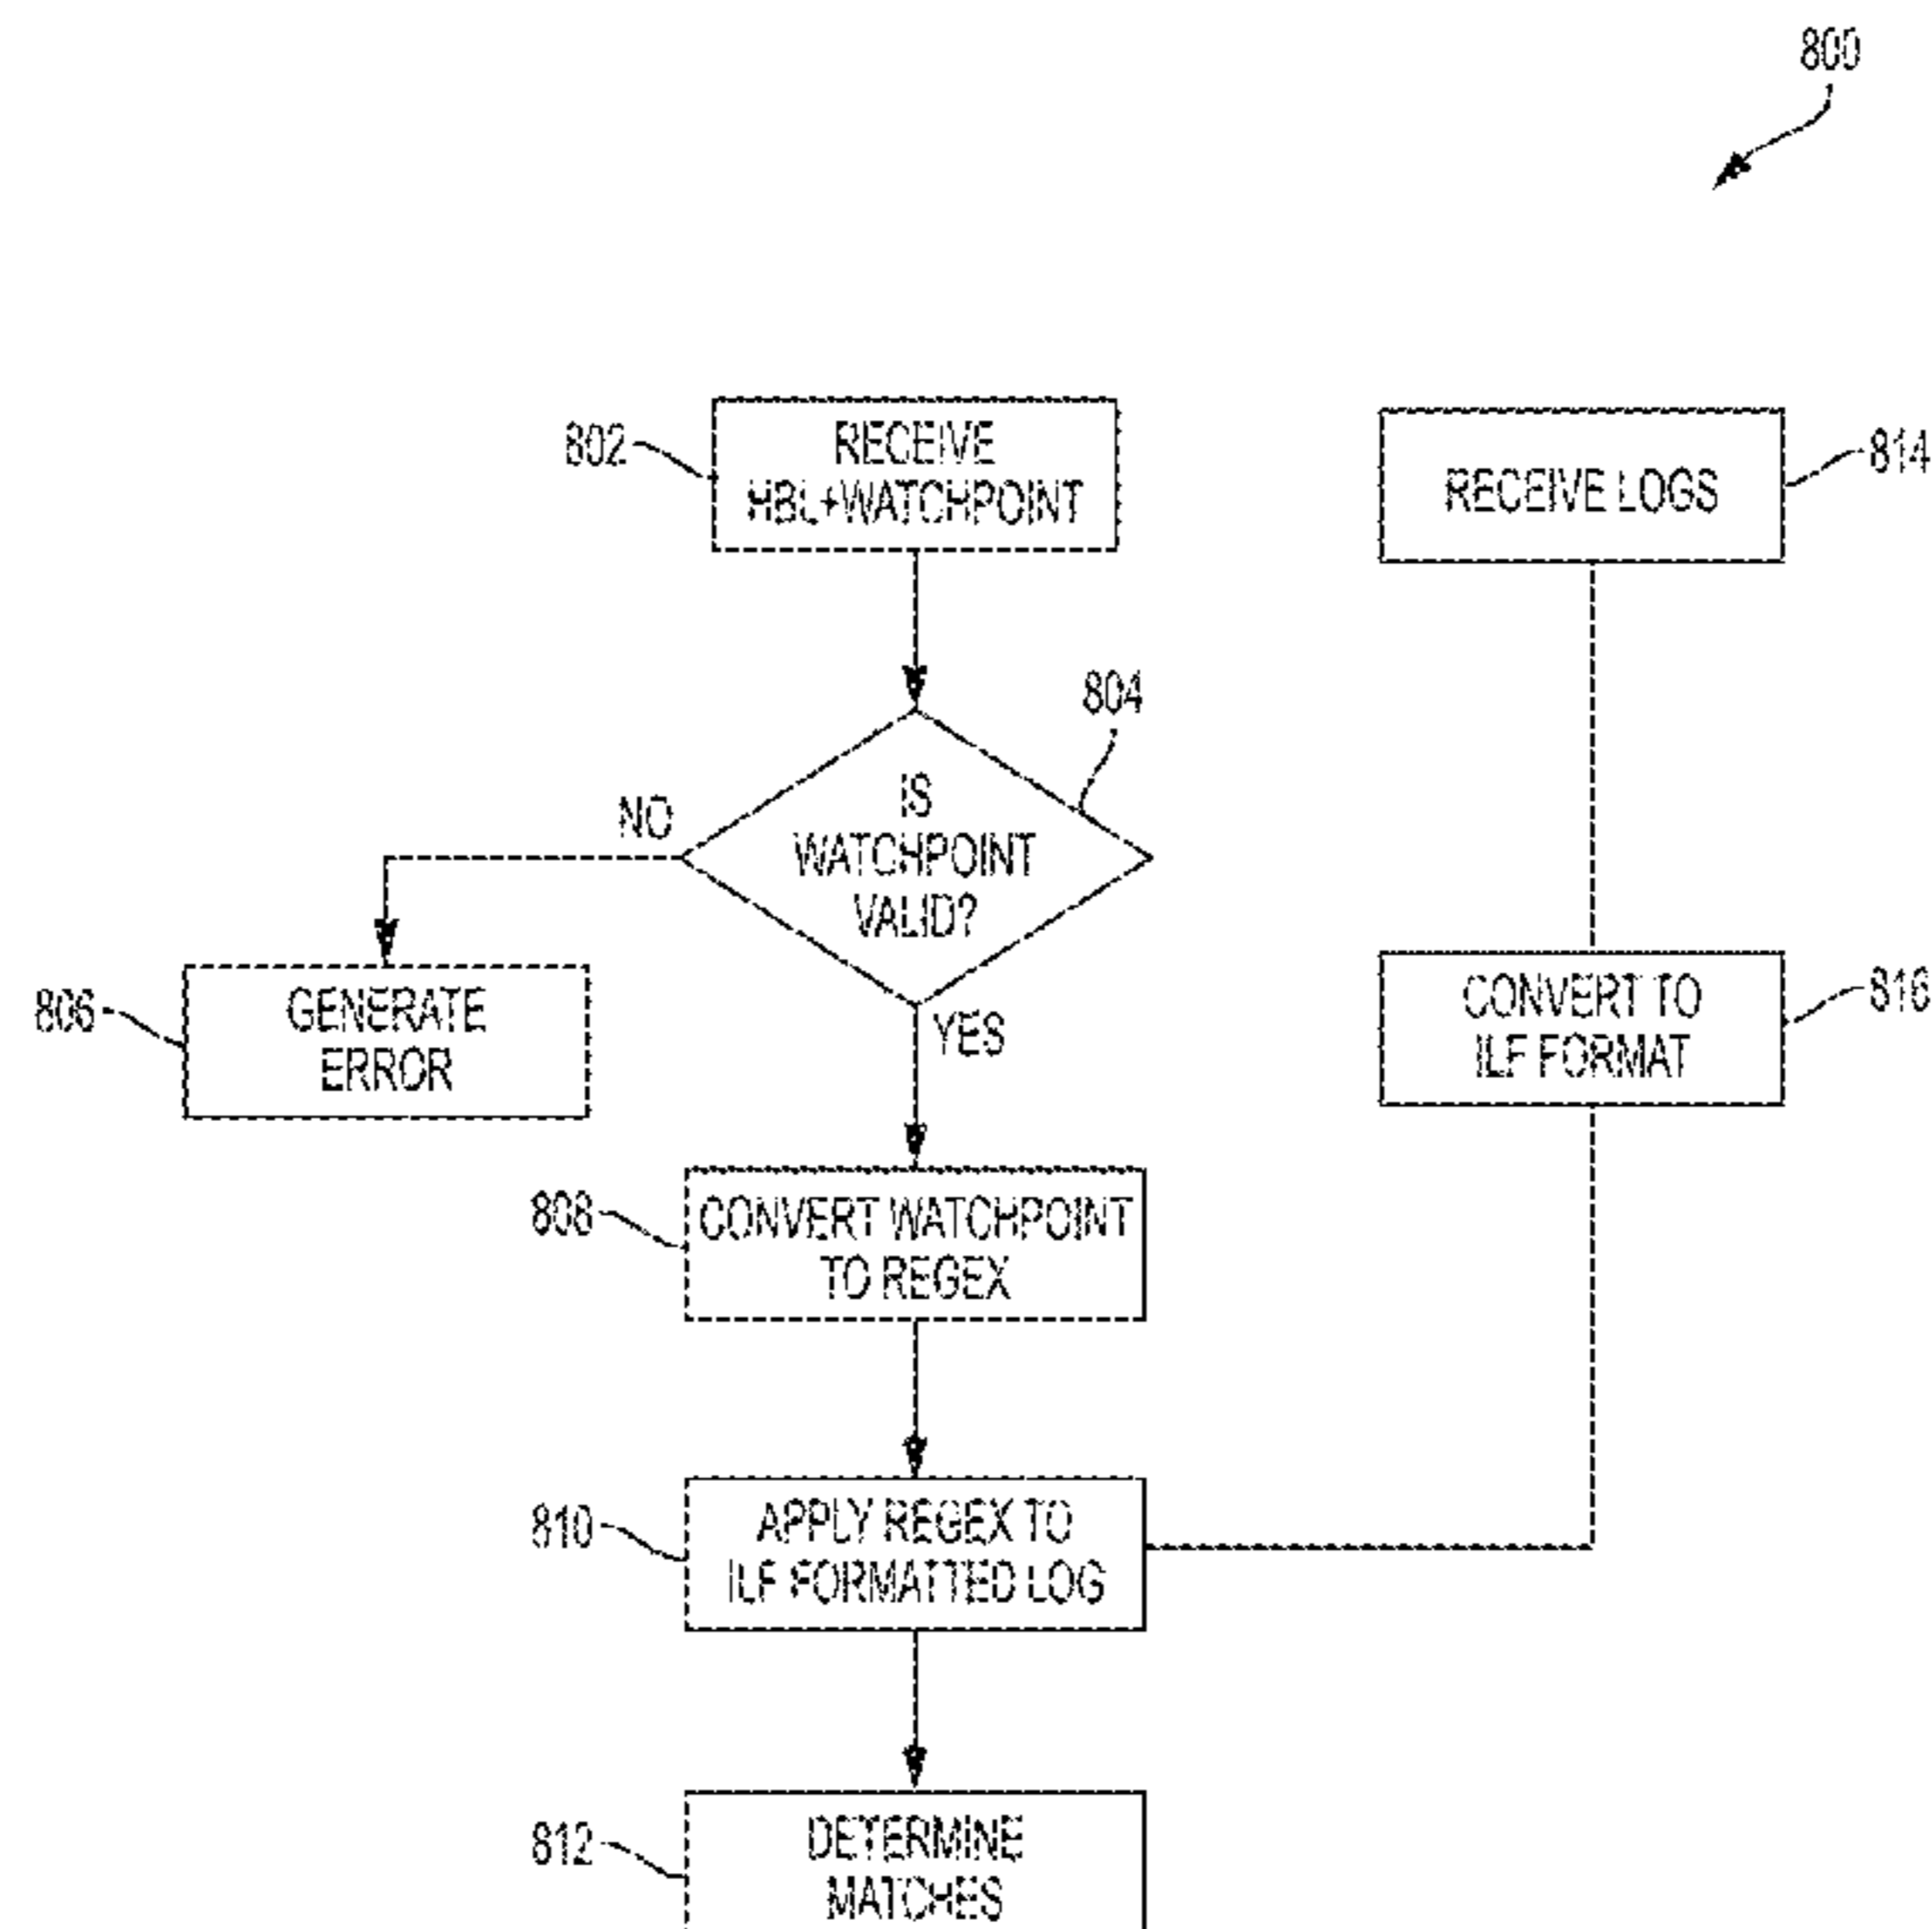 800
802
RECEIVE
HBL+WATCHPOINT
RECEIVE LOGS
814
804
IS
WATCHPOINT
VALID?
NO
YES
806
GENERATE
ERROR
CONVERT TO
ILF FORMAT
816
808
CONVERT WATCHPOINT
TO REGEX
810
APPLY REGEX TO
ILF FORMATTED LOG
812
DETERMINE
MATCHES